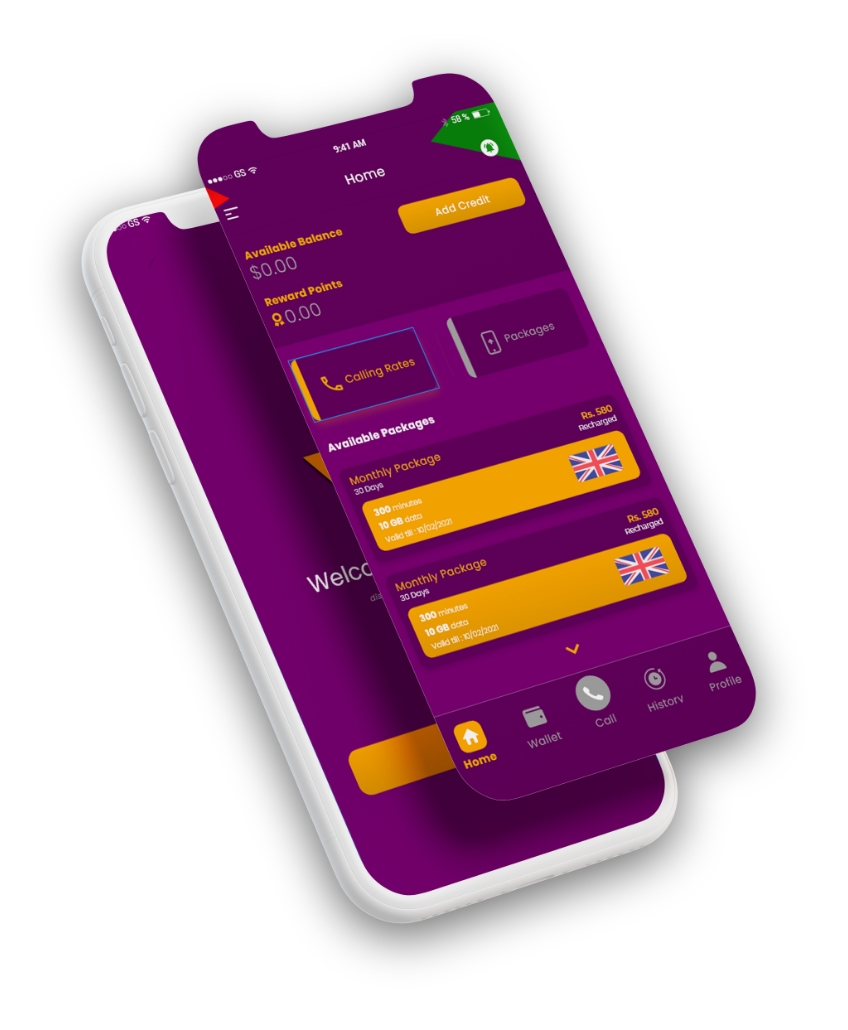 9:41 AM
58 %
GS
Home
Add Credit
Available Balance
$0.00
Reward Points
0.00
Calling Rates
Packages
Available Packages
Monthly Package
30 Days
Rs. 580
Recharged
300 minutes
10 GB data
Valid till : 10/02/2021
Monthly Package
30 Days
Rs. 580
Recharged
300 minutes
10 GB data
Valid till : 10/02/2021
Home
Wallet
Call
History
Profile
GS
Welco